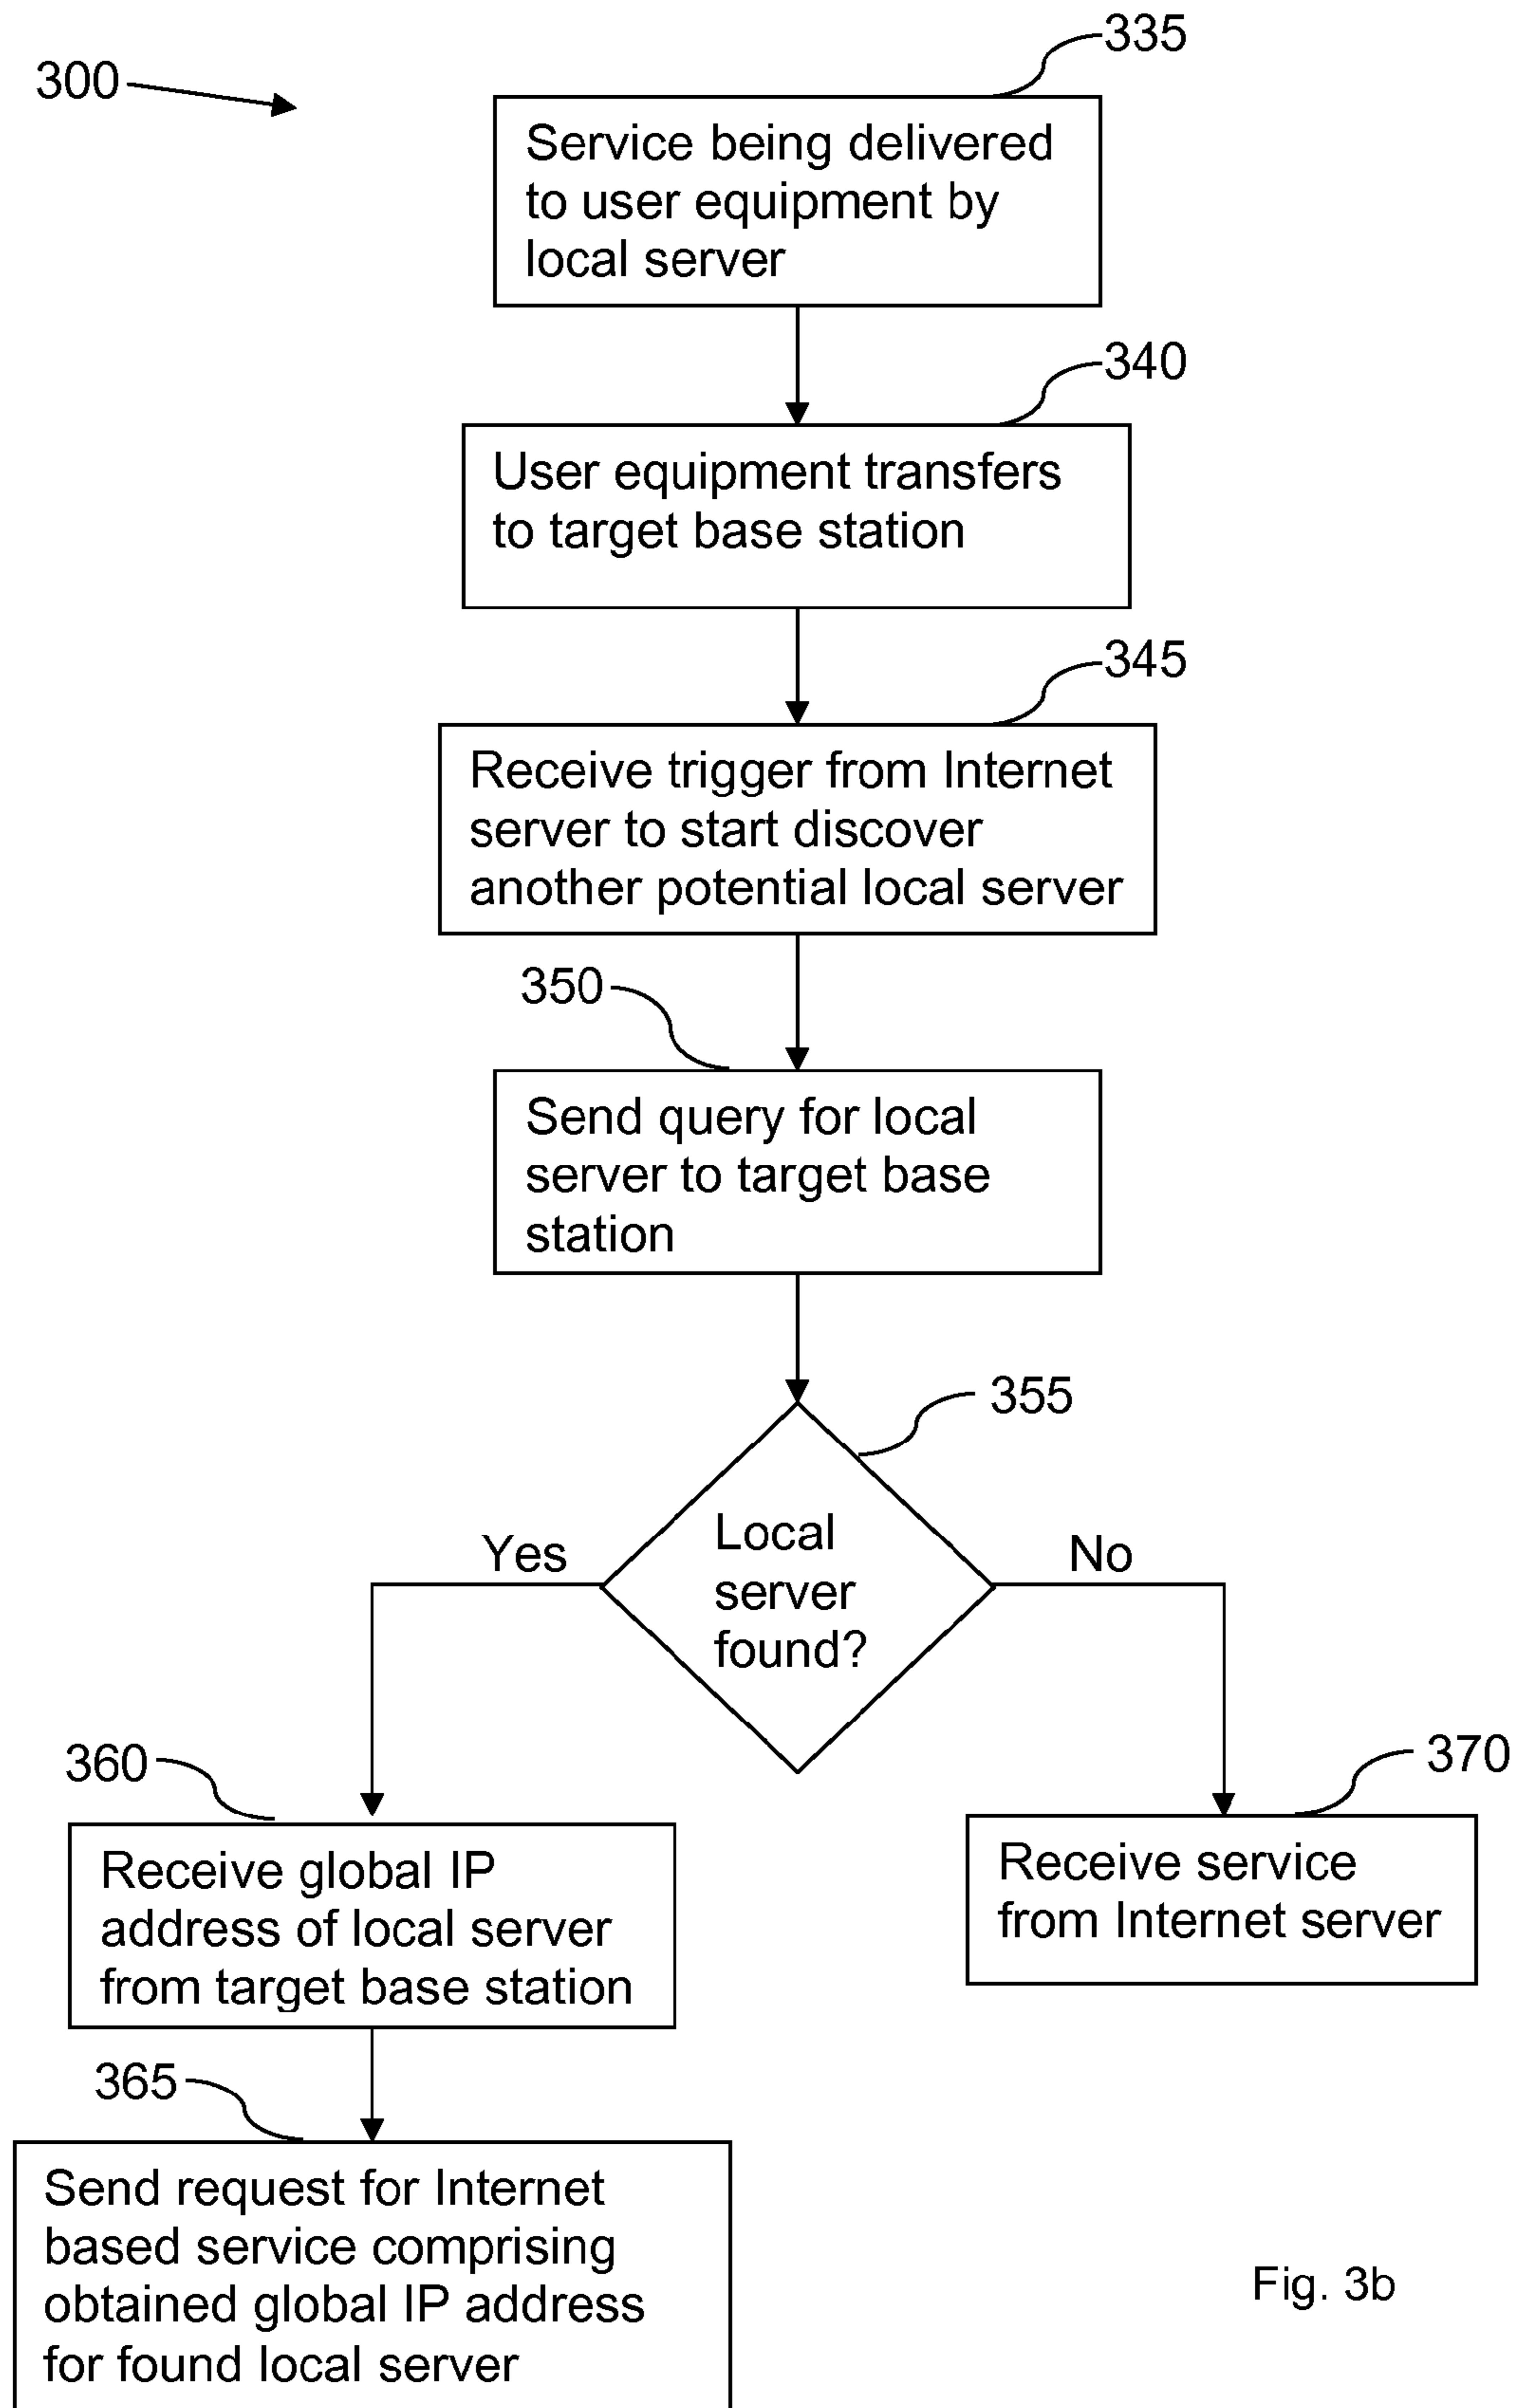 335
300
Service being delivered
to user equipment by
local server
340
User equipment transfers
to target base station
345
Receive trigger from Internet
server to start discover
another potential local server
350
Send query for local
server to target base
station
355
Yes
Local
server
found?
No
360
370
Receive global IP
address of local server
from target base station
Receive service
from Internet server
365
Send request for Internet
based service comprising
obtained global IP address
for found local server
Fig. 3b